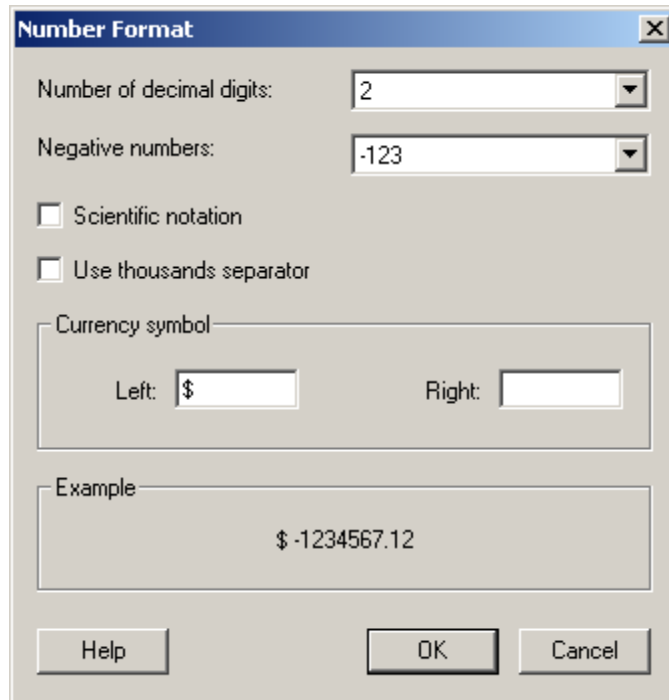 Number Format
Number of decimal digits: 2
Negative numbers: -123
Scientific notation
Use thousands separator
Currency symbol
Left: $ Right:
Example
$ -1234567.12
Help OK Cancel